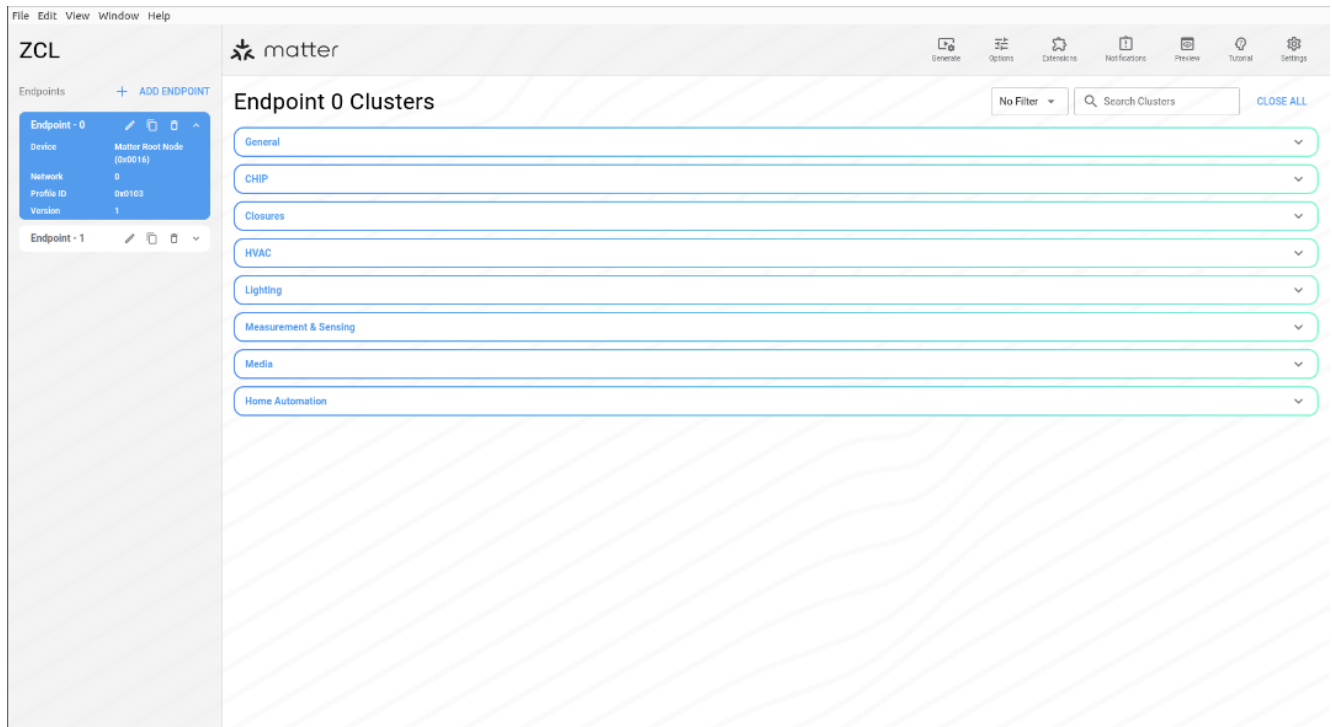 File Edit View Window Help
ZCL
matter
Generate
Options
Extensions
Notifications
Preview
Tutorial
Settings
Endpoints
ADD ENDPOINT
Endpoint - 0
Device Matter Root Node
(0x0016)
Network 0
Profile ID 0x0103
Version 1
Endpoint - 1
Endpoint 0 Clusters
No Filter
Search Clusters
CLOSE ALL
General
CHIP
Closures
HVAC
Lighting
Measurement & Sensing
Media
Home Automation